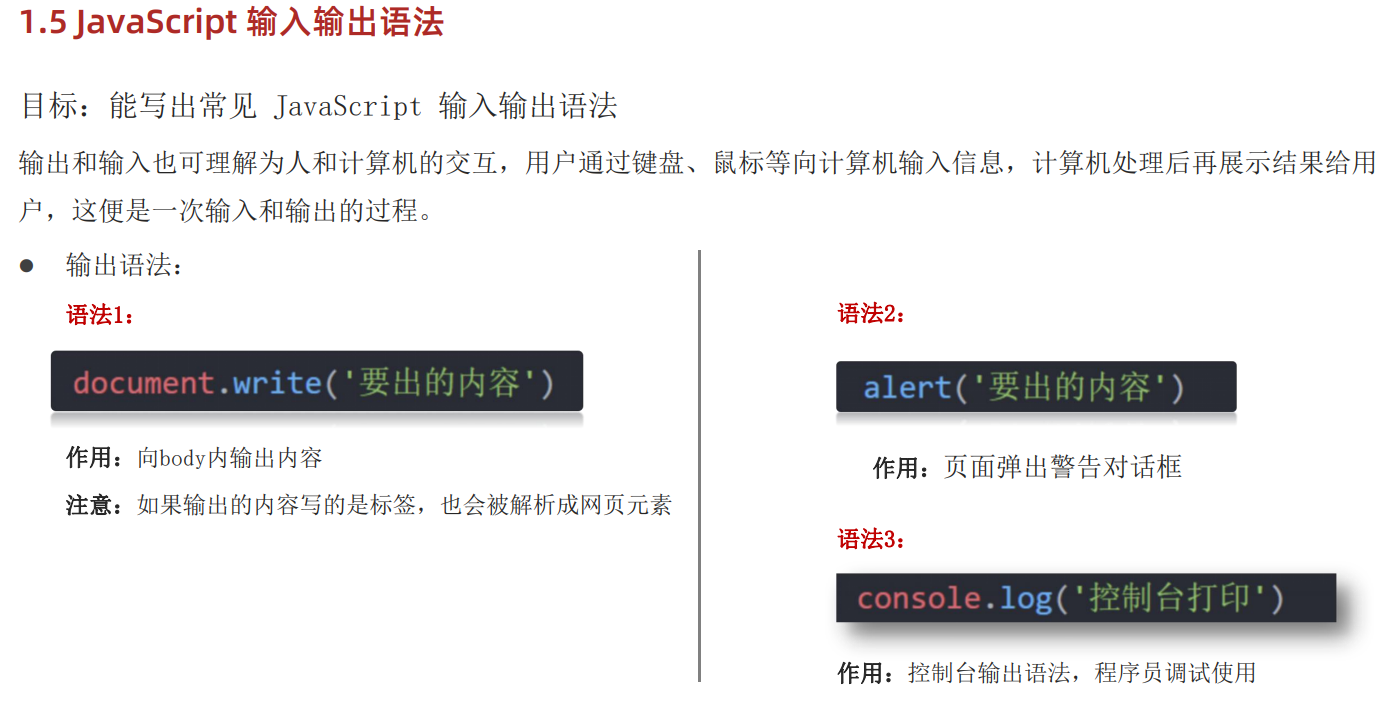 1.5 JavaScript 输入输出语法
目标：能写出常见 JavaScript 输入输出语法
输出和输入也可理解为人和计算机的交互，用户通过键盘、鼠标等向计算机输入信息，计算机处理后再展示结果给用
户，这便是一次输入和输出的过程。
● 输出语法：
语法1：
document.write('要出的内容')
作用：向body内输出内容
注意：如果输出的内容写的是标签，也会被解析成网页元素
语法2：
alert('要出的内容')
作用：页面弹出警告对话框
语法3：
console.log('控制台打印')
作用：控制台输出语法，程序员调试使用